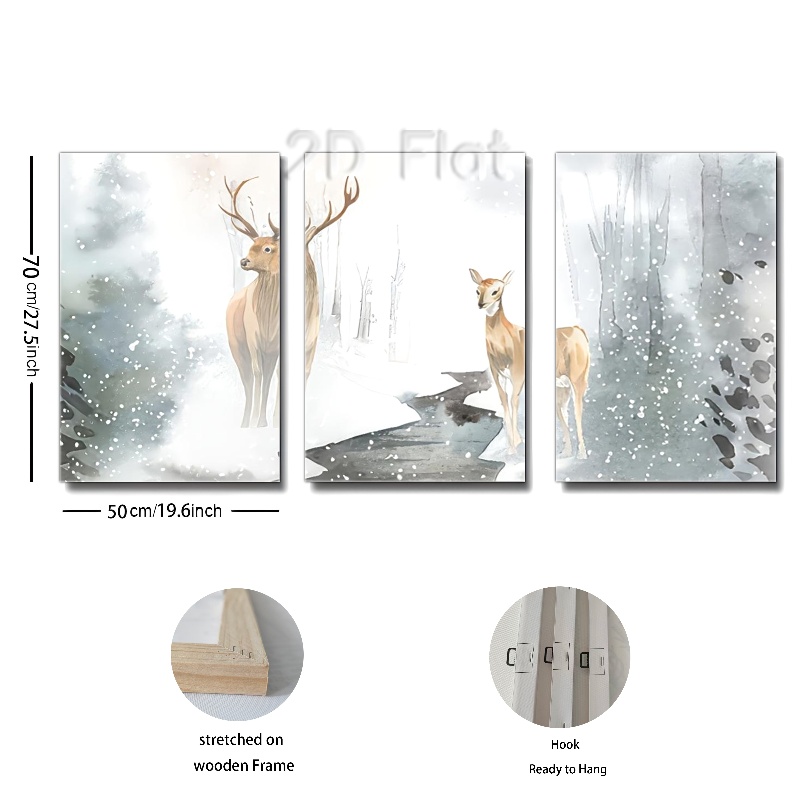 2D Flat
70 cm/27.5inch
50cm/19.6inch
stretched on
wooden Frame
Hook
Ready to Hang